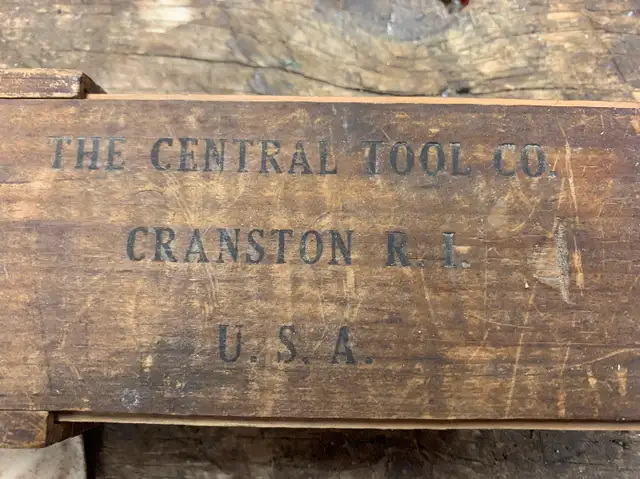 THE CENTRAL TOOL CO.
CRANSTON R. I.
U. S. A.